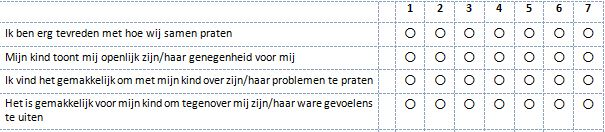 1 2 3 4 5 6 7
Ik ben erg tevreden met hoe wij samen praten
Mijn kind toont mij openlijk zijn/haar genegenheid voor mij
Ik vind het gemakkelijk om met mijn kind over zijn/haar problemen te praten
Het is gemakkelijk voor mijn kind om tegenover mij zijn/haar ware gevoelens
te uiten